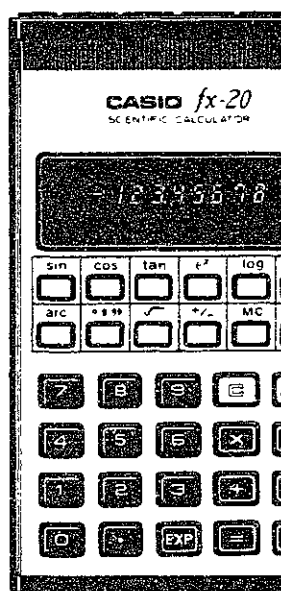 CASIO fx-20
SCIENTIFIC CALCULATOR
-12345678
sin cos tan log
arc √ +/- MC
7 8 9 C
4 5 6 ×
1 2 3 +
0 . EXP =